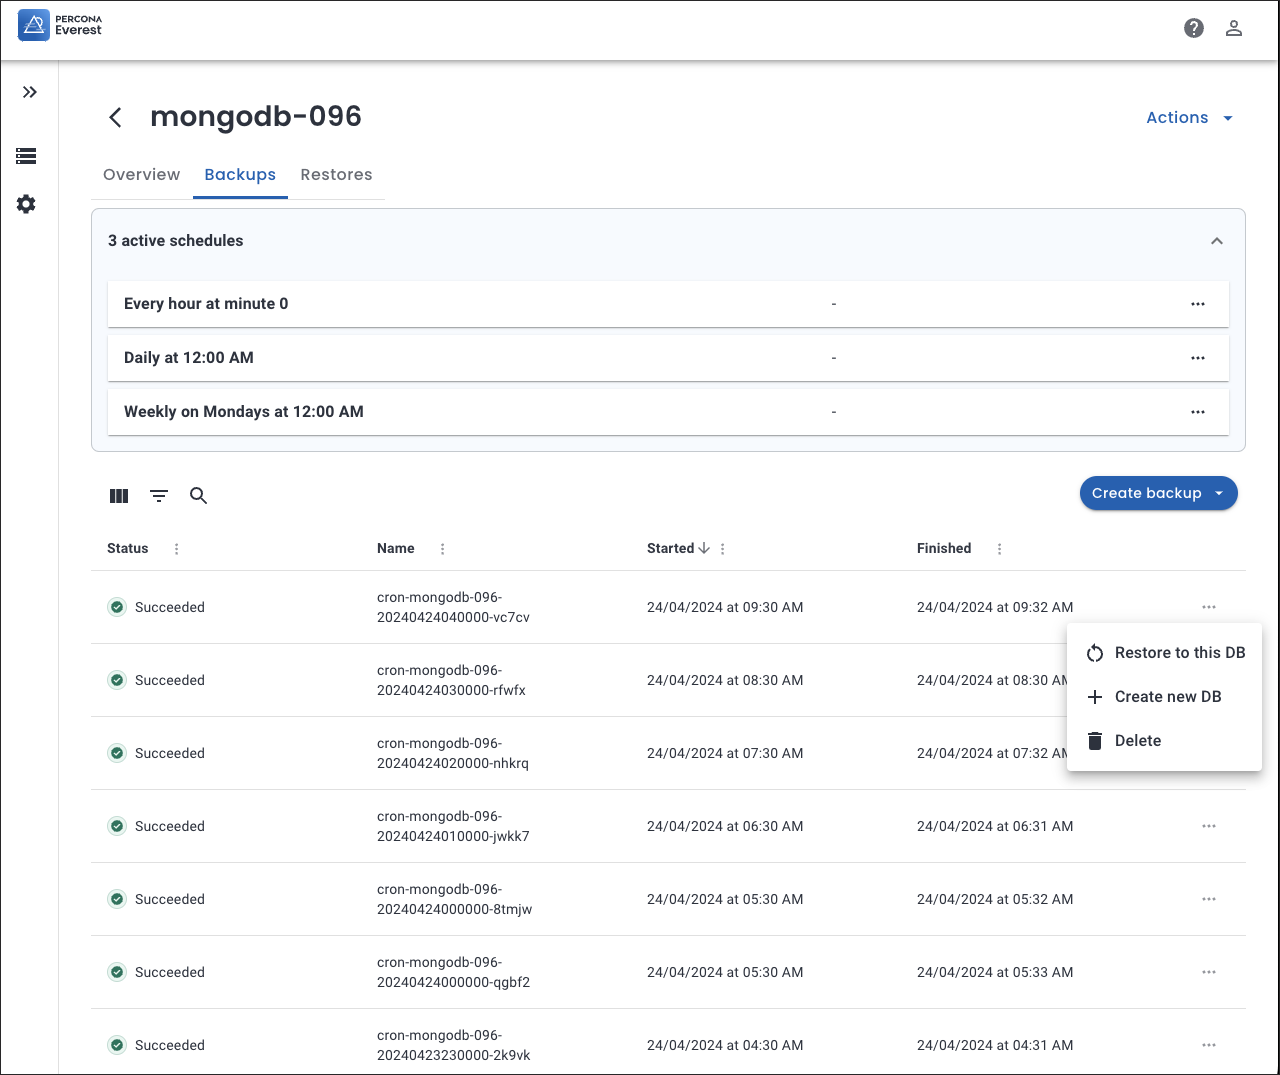 PERCONA
Everest
mongodb-096
Actions
Overview Backups Restores
3 active schedules
Every hour at minute 0 -
Daily at 12:00 AM -
Weekly on Mondays at 12:00 AM -
Create backup
Status Name Started Finished
Succeeded cron-mongodb-096-20240424040000-vc7cv 24/04/2024 at 09:30 AM 24/04/2024 at 09:32 AM
Restore to this DB
Create new DB
Delete
Succeeded cron-mongodb-096-20240424030000-rfwfx 24/04/2024 at 08:30 AM 24/04/2024 at 08:30 AM
Succeeded cron-mongodb-096-20240424020000-nhkrq 24/04/2024 at 07:30 AM 24/04/2024 at 07:32 AM
Succeeded cron-mongodb-096-20240424010000-jwkk7 24/04/2024 at 06:30 AM 24/04/2024 at 06:31 AM
Succeeded cron-mongodb-096-20240424000000-8tmjw 24/04/2024 at 05:30 AM 24/04/2024 at 05:32 AM
Succeeded cron-mongodb-096-20240424000000-qgbf2 24/04/2024 at 05:30 AM 24/04/2024 at 05:33 AM
Succeeded cron-mongodb-096-20240423230000-2k9vk 24/04/2024 at 04:30 AM 24/04/2024 at 04:31 AM